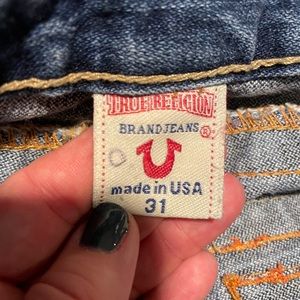 TRUE RELIGION
BRAND JEANS ®
made in USA
31